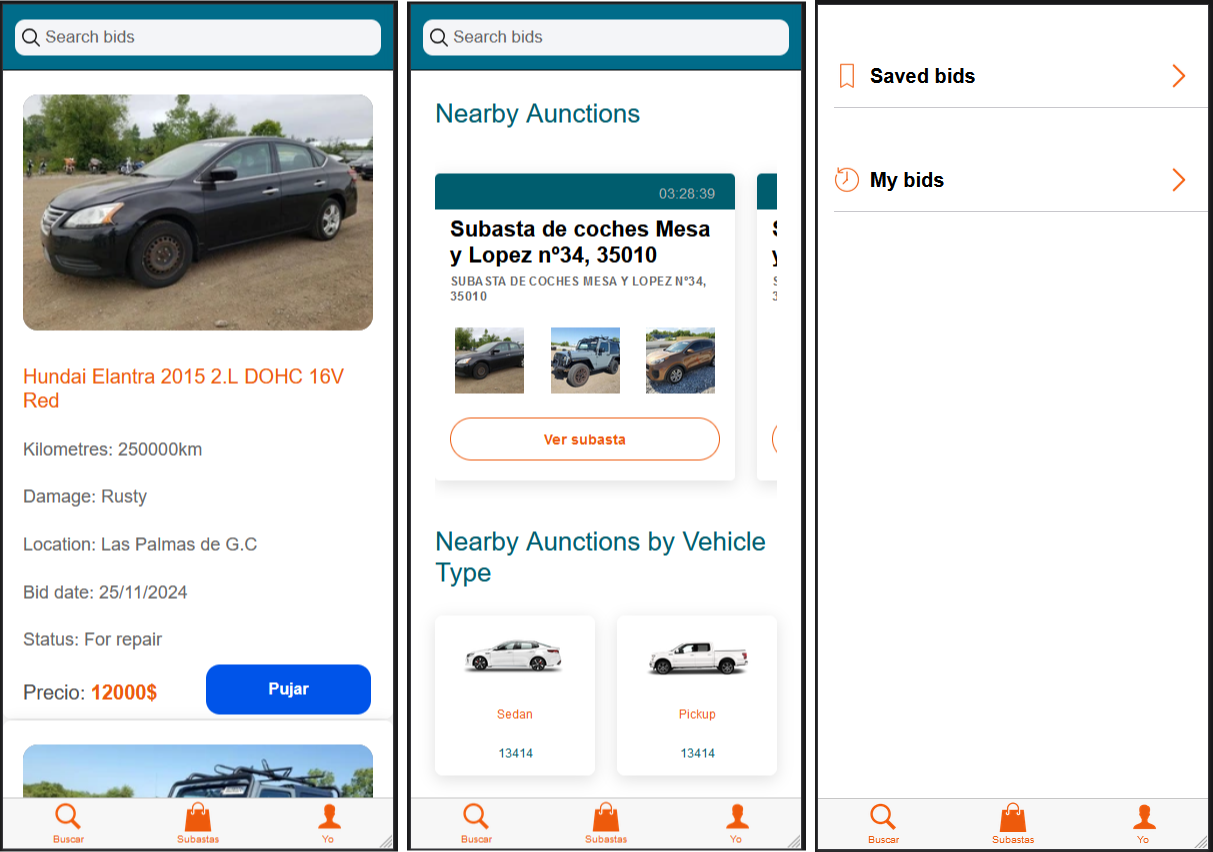 Search bids
Hundai Elantra 2015 2.L DOHC 16V
Red
Kilometres: 250000km
Damage: Rusty
Location: Las Palmas de G.C
Bid date: 25/11/2024
Status: For repair
Precio: 12000$
Pujar
Buscar
Subastas
Yo
Search bids
Nearby Aunctions
03:28:39
Subasta de coches Mesa
y Lopez nº34, 35010
SUBASTA DE COCHES MESA Y LOPEZ Nº34,
35010
Ver subasta
Nearby Aunctions by Vehicle
Type
Sedan
13414
Pickup
13414
Buscar
Subastas
Yo
Saved bids
My bids
Buscar
Subastas
Yo